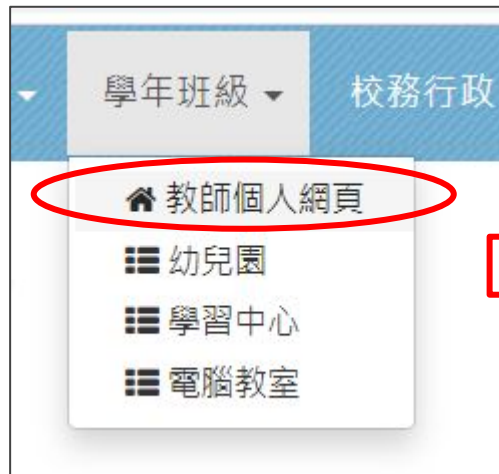 學年班級 校務行政
教師個人網頁
幼兒園
學習中心
電腦教室